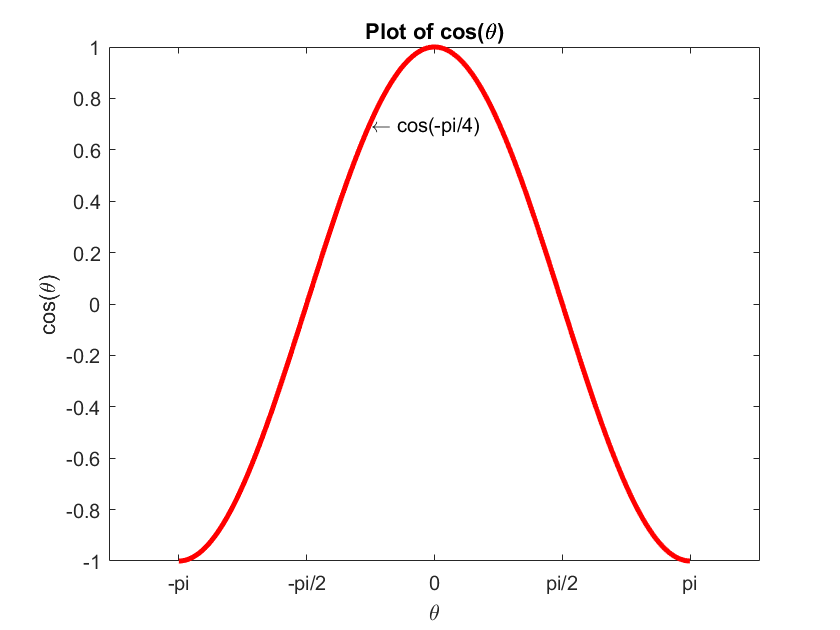 Plot of cos(θ)
1
0.8
← cos(-pi/4)
0.6
0.4
0.2
cos(θ)
0
-0.2
-0.4
-0.6
-0.8
-1
-pi -pi/2 0 pi/2 pi
θ